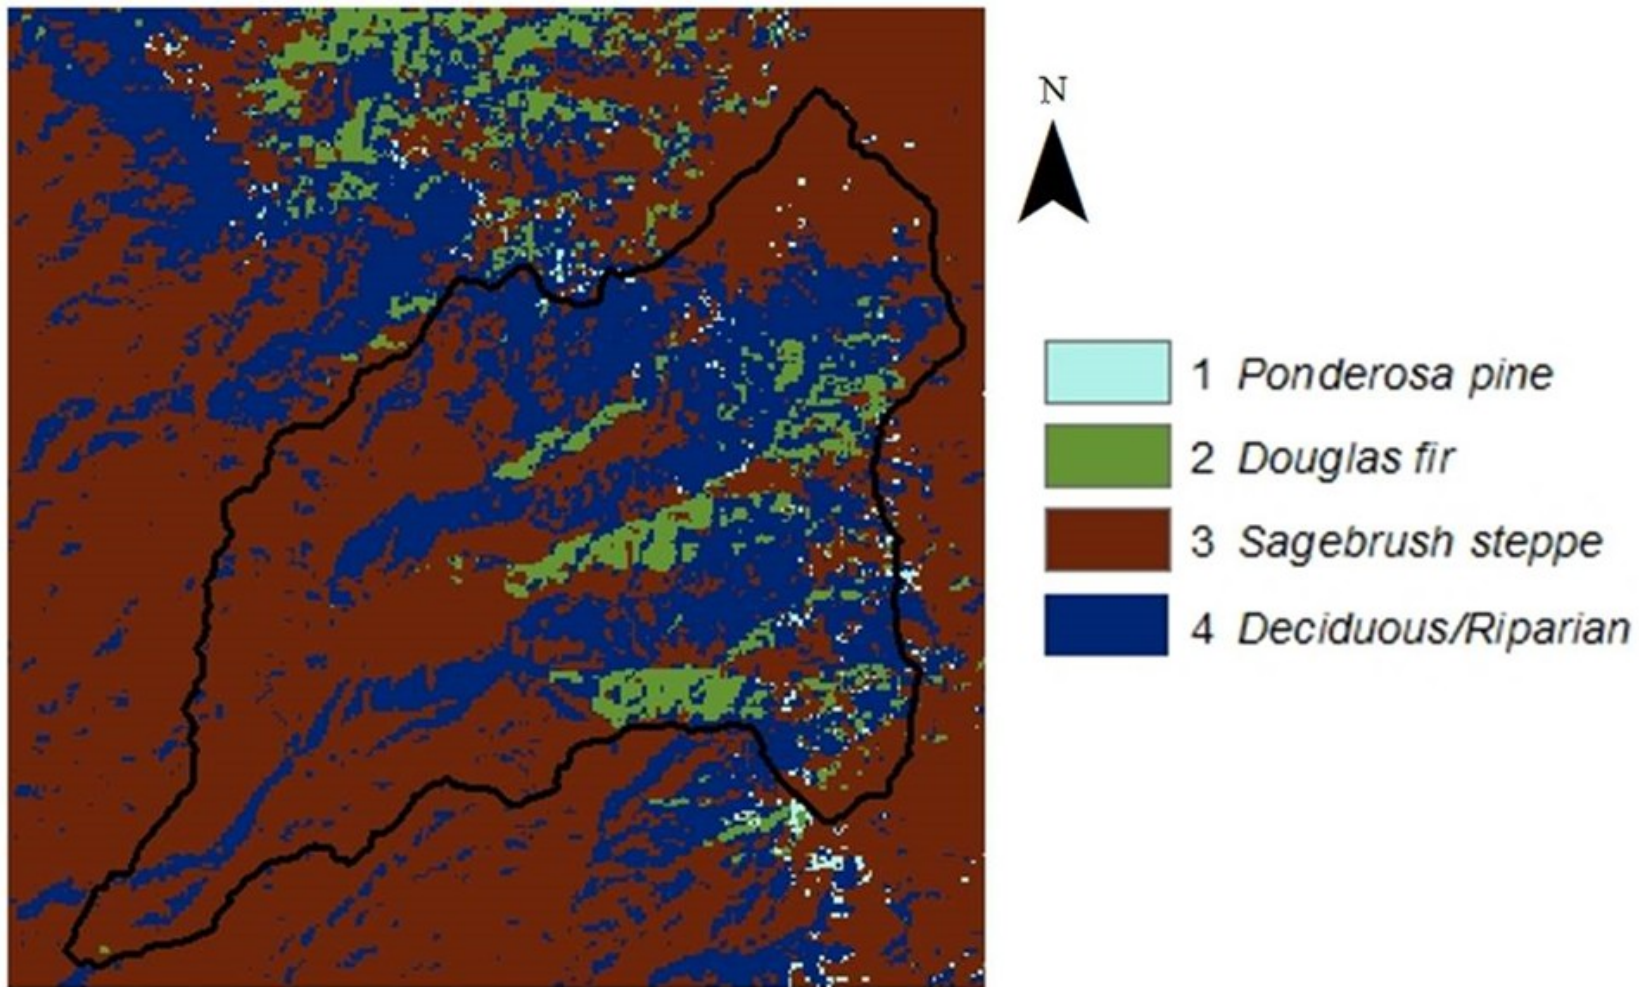 N
1 Ponderosa pine
2 Douglas fir
3 Sagebrush steppe
4 Deciduous/Riparian